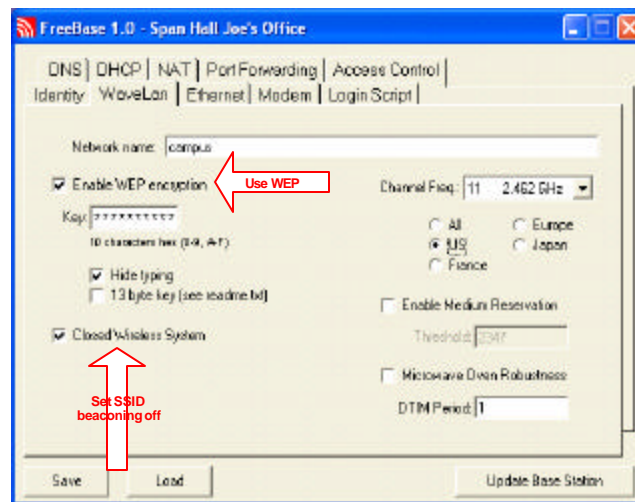 FreeBase 1.0 - Span Hall Joe's Office
DNS DHCP NAT Port Forwarding Access Control
Identity WaveLan Ethernet Modem Login Script
Network name: campus
Enable WEP encryption
Use WEP
Channel Freq.: 11 2.462 GHz
Key: **********
10 characters hex (0-9, A-F)
All
Europe
US
Japan
France
Hide typing
13 byte key (see readme.txt)
Enable Medium Reservation
Closed Wireless System
Threshold: 2347
Microwave Oven Robustness
Set SSID
beaconing off
DTIM Period: 1
Save
Load
Update Base Station